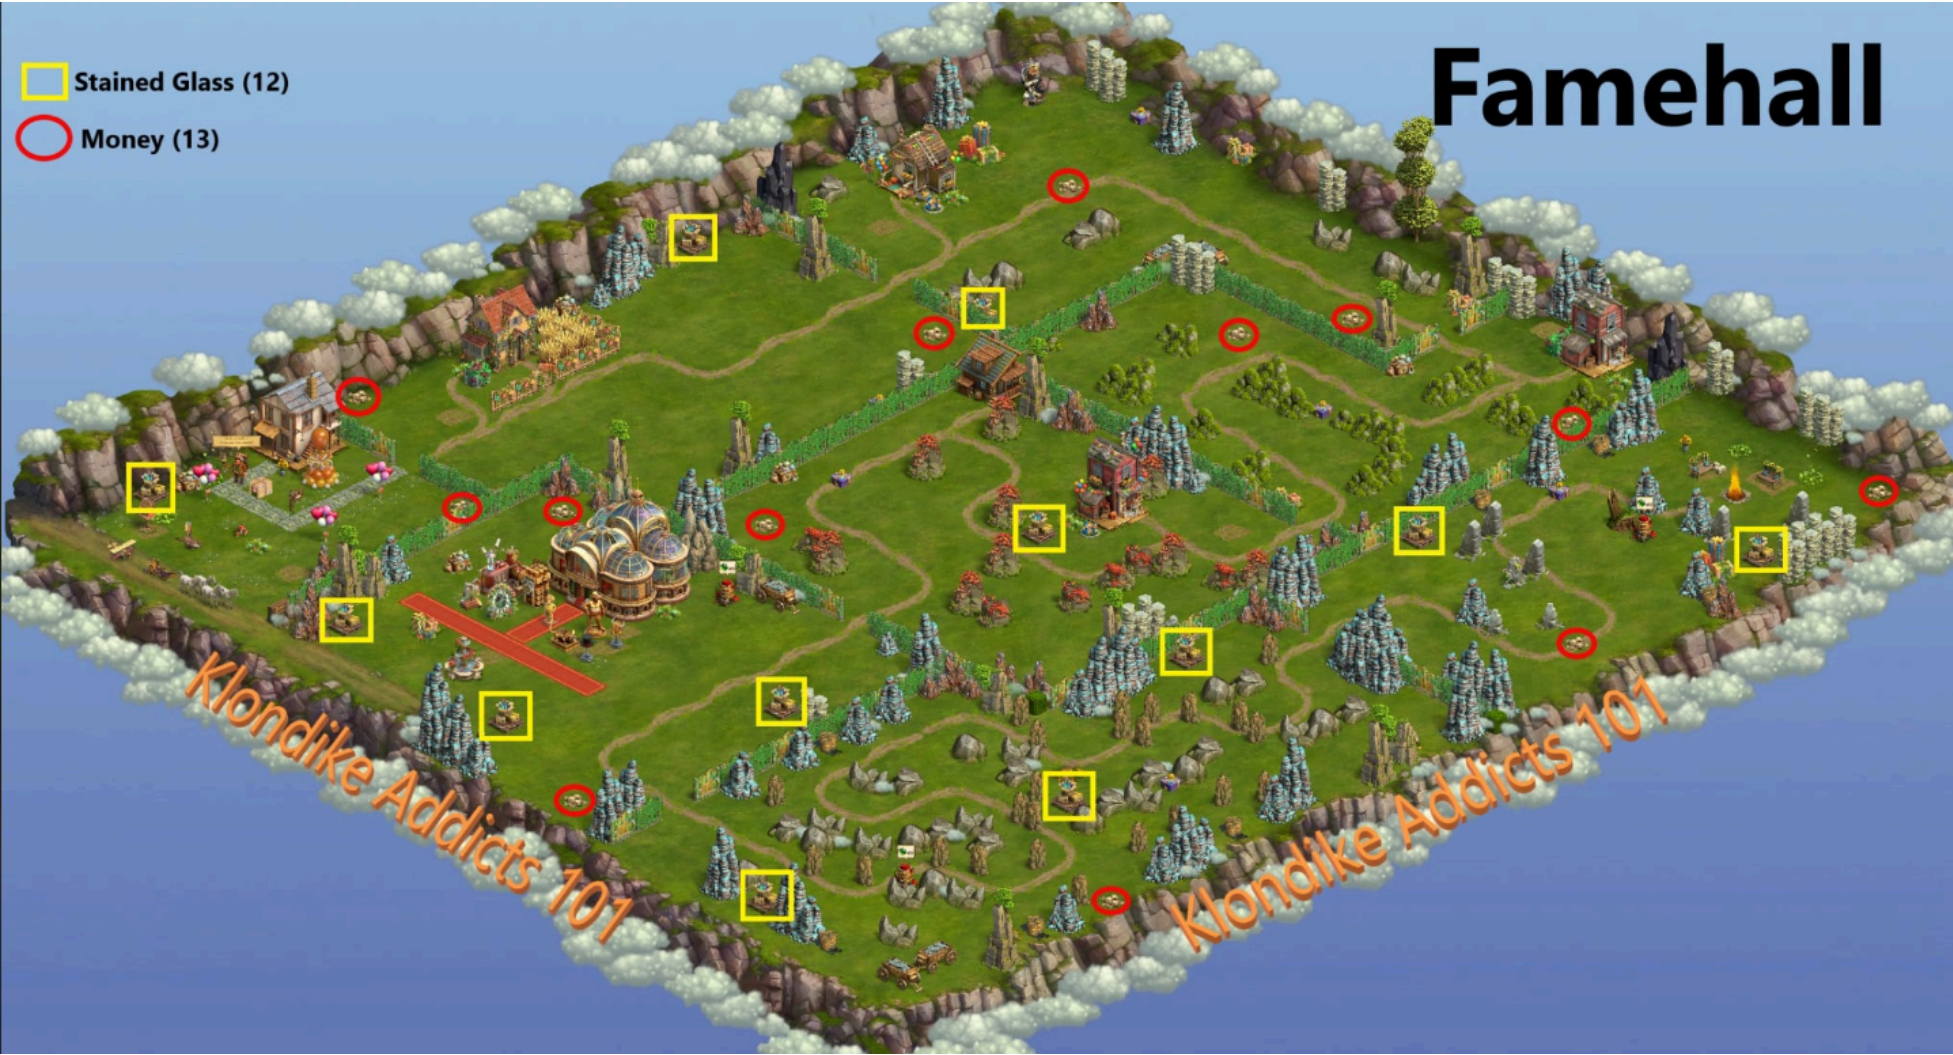 Famehall
Stained Glass (12)
Money (13)
Klondike Addicts 101
Klondike Addicts 101